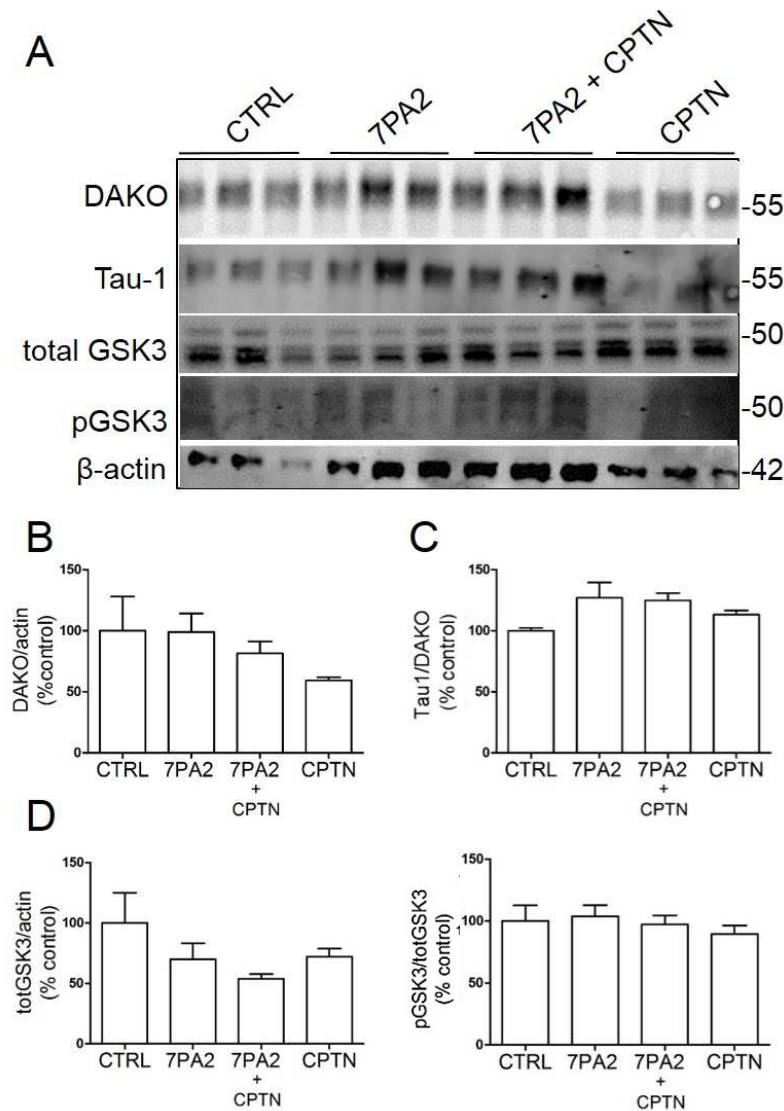 A
CTRL
7PA2
7PA2 + CPTN
CPTN
DAKO
-55
Tau-1
-55
total GSK3
-50
pGSK3
-50
β-actin
-42
B
DAKO/actin
(%control)
150
100
50
0
CTRL
7PA2
7PA2
+
CPTN
CPTN
C
Tau1/DAKO
(% control)
150
100
50
0
CTRL
7PA2
7PA2
+
CPTN
CPTN
D
totGSK3/actin
(% control)
150
100
50
0
CTRL
7PA2
7PA2
+
CPTN
CPTN
pGSK3/totGSK3
(% control)
150
100
50
0
CTRL
7PA2
7PA2
+
CPTN
CPTN